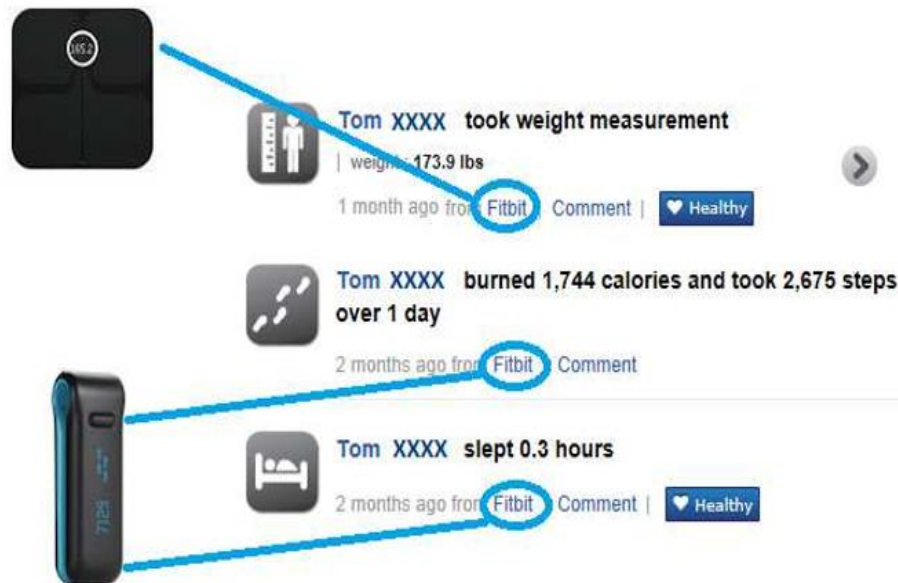 165.2
Tom XXXX took weight measurement
| weight: 173.9 lbs
1 month ago from Fitbit | Comment | Healthy
Tom XXXX burned 1,744 calories and took 2,675 steps
over 1 day
2 months ago from Fitbit Comment
Tom XXXX slept 0.3 hours
2 months ago from Fitbit Comment | Healthy
7129